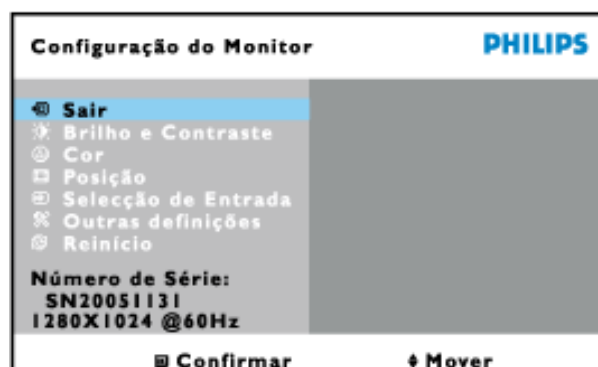 Configuração do Monitor PHILIPS
Sair
Brilho e Contraste
Cor
Posição
Selecção de Entrada
Outras definições
Reinício
Número de Série:
SN20051131
1280X1024 @60Hz
Confirmar Mover